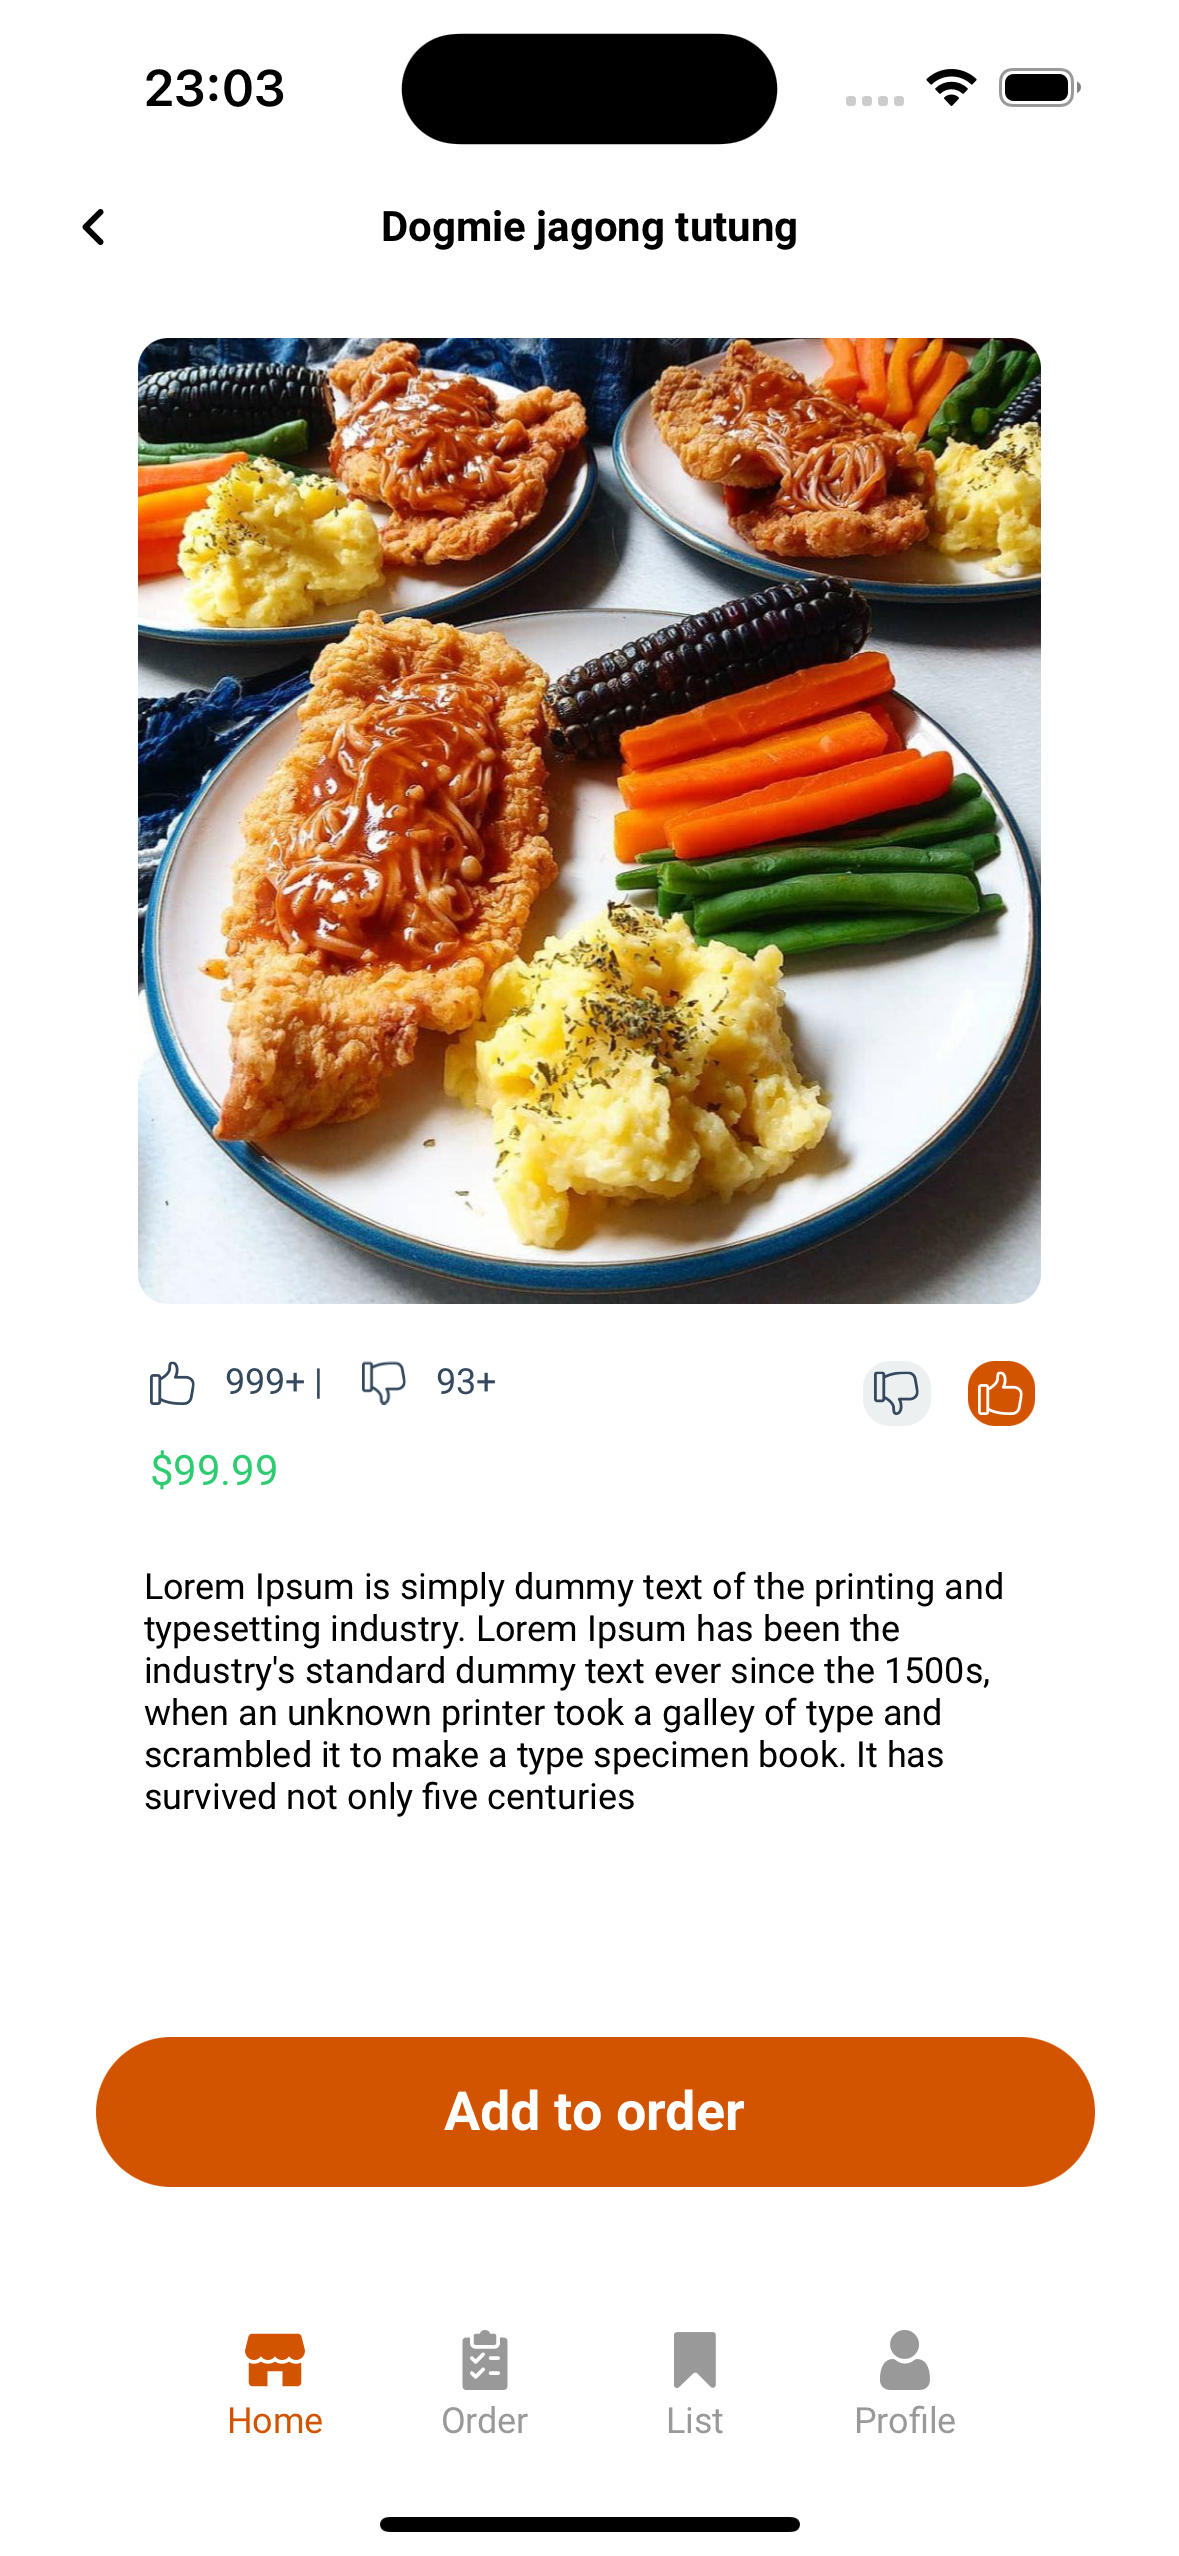 23:03
Dogmie jagong tutung
999+ |
93+
$99.99
Lorem Ipsum is simply dummy text of the printing and
typesetting industry. Lorem Ipsum has been the
industry's standard dummy text ever since the 1500s,
when an unknown printer took a galley of type and
scrambled it to make a type specimen book. It has
survived not only five centuries
Add to order
Home
Order
List
Profile